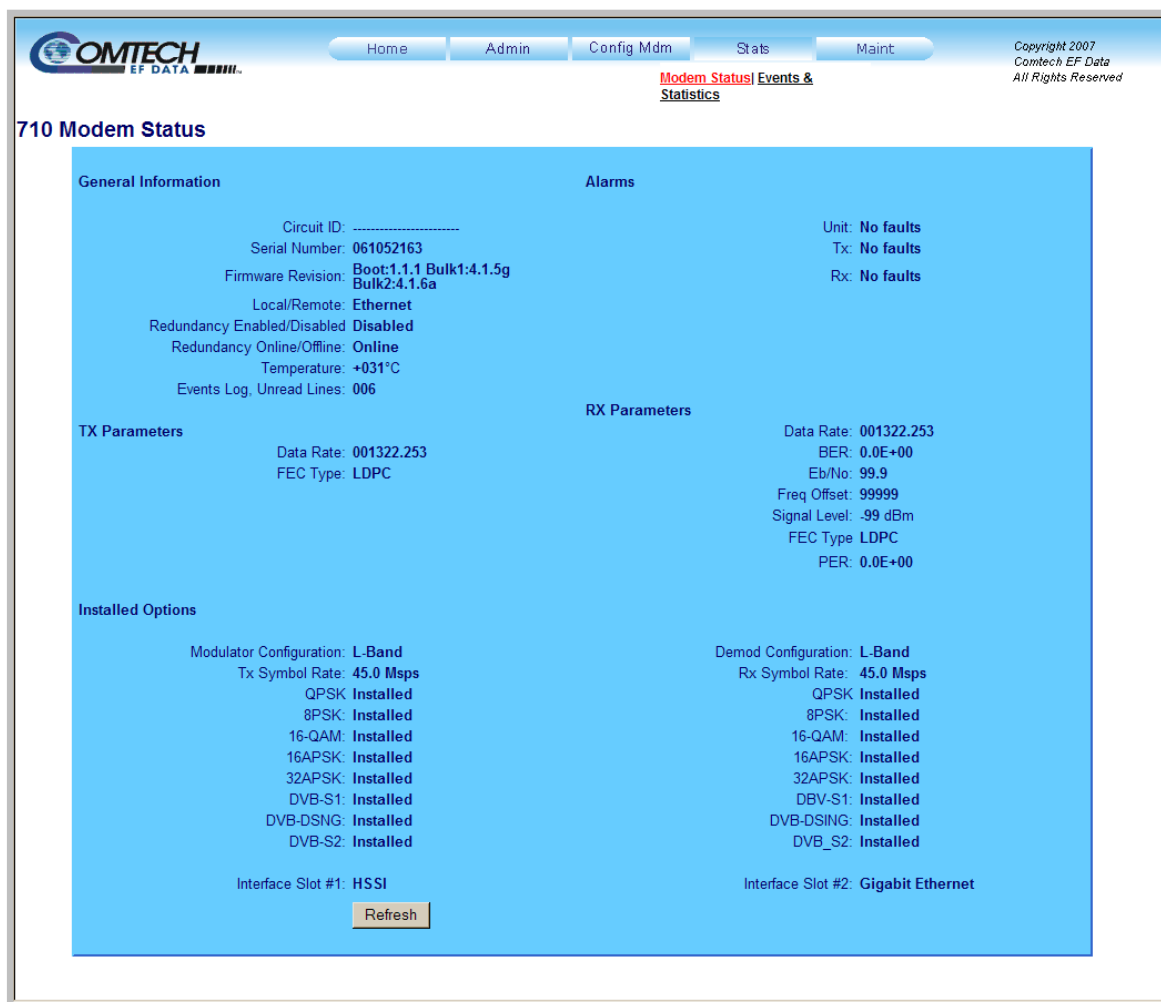 COMTECH
EF DATA
Home Admin Config Mdm Stats Maint
Copyright 2007
Comtech EF Data
All Rights Reserved
Modem Status| Events &
Statistics
710 Modem Status
General Information
Circuit ID: ------------------------
Serial Number: 061052163
Firmware Revision: Boot:1.1.1 Bulk1:4.1.5g
Bulk2:4.1.6a
Local/Remote: Ethernet
Redundancy Enabled/Disabled Disabled
Redundancy Online/Offline: Online
Temperature: +031°C
Events Log, Unread Lines: 006
Alarms
Unit: No faults
Tx: No faults
Rx: No faults
TX Parameters
Data Rate: 001322.253
FEC Type: LDPC
RX Parameters
Data Rate: 001322.253
BER: 0.0E+00
Eb/No: 99.9
Freq Offset: 99999
Signal Level: -99 dBm
FEC Type LDPC
PER: 0.0E+00
Installed Options
Modulator Configuration: L-Band
Tx Symbol Rate: 45.0 Msps
QPSK Installed
8PSK: Installed
16-QAM: Installed
16APSK: Installed
32APSK: Installed
DVB-S1: Installed
DVB-DSNG: Installed
DVB-S2: Installed
Interface Slot #1: HSSI
Demod Configuration: L-Band
Rx Symbol Rate: 45.0 Msps
QPSK Installed
8PSK: Installed
16-QAM: Installed
16APSK: Installed
32APSK: Installed
DBV-S1: Installed
DVB-DSING: Installed
DVB_S2: Installed
Interface Slot #2: Gigabit Ethernet
Refresh